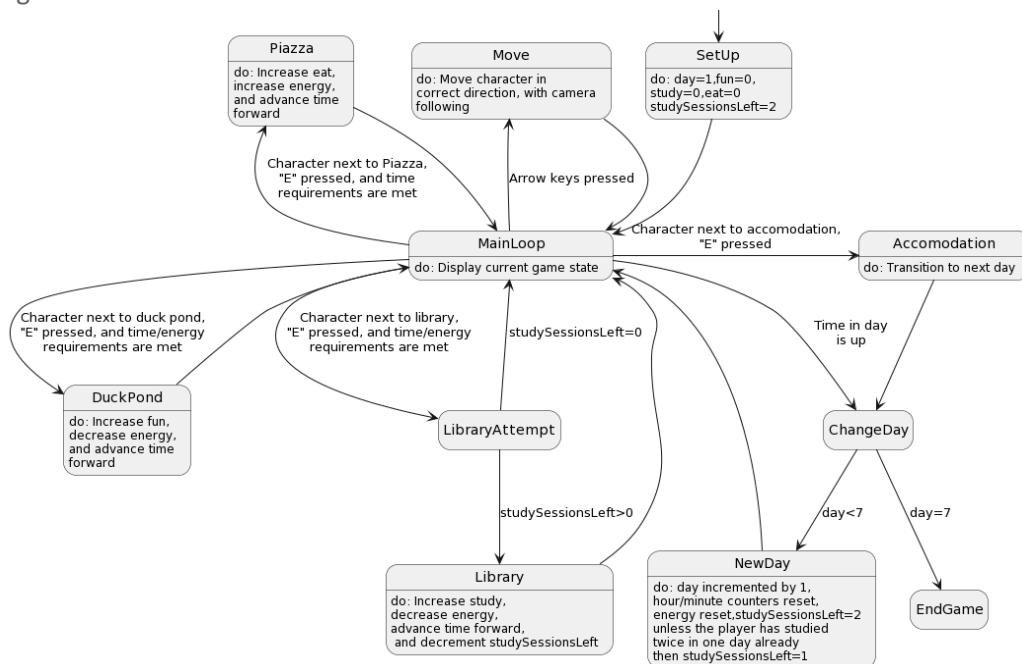 Piazza
do: Increase eat,
increase energy,
and advance time
forward
Move
do: Move character in
correct direction, with camera
following
SetUp
do: day=1,fun=0,
study=0,eat=0
studySessionsLeft=2
Character next to Piazza,
"E" pressed, and time
requirements are met
Arrow keys pressed
MainLoop
do: Display current game state
Character next to accomodation,
"E" pressed
Accomodation
do: Transition to next day
Character next to duck pond,
"E" pressed, and time/energy
requirements are met
Character next to library,
"E" pressed, and time/energy
requirements are met
studySessionsLeft=0
Time in day
is up
DuckPond
do: Increase fun,
decrease energy,
and advance time
forward
LibraryAttempt
ChangeDay
studySessionsLeft>0
day<7
day=7
Library
do: Increase study,
decrease energy,
advance time forward,
and decrement studySessionsLeft
NewDay
do: day incremented by 1,
hour/minute counters reset,
energy reset,studySessionsLeft=2
unless the player has studied
twice in one day already
then studySessionsLeft=1
EndGame